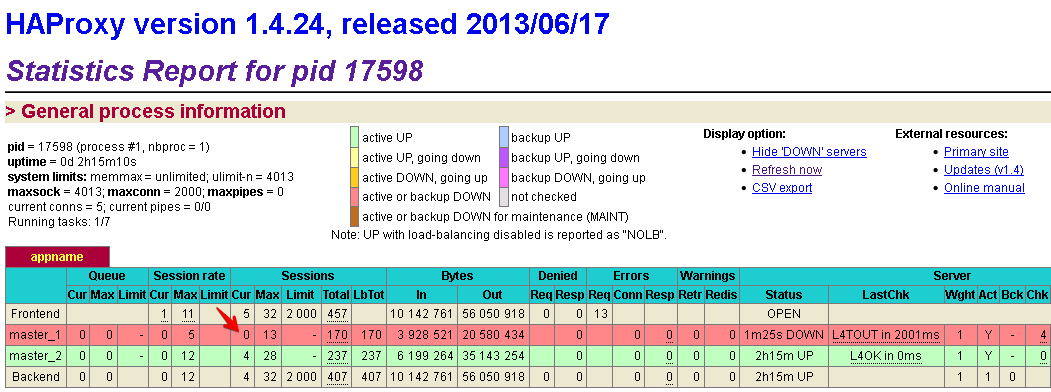 HAProxy version 1.4.24, released 2013/06/17
Statistics Report for pid 17598
> General process information
pid = 17598 (process #1, nbproc = 1)
uptime = 0d 2h15m10s
system limits: memmax = unlimited; ulimit-n = 4013
maxsock = 4013; maxconn = 2000; maxpipes = 0
current conns = 5; current pipes = 0/0
Running tasks: 1/7
active UP
backup UP
active UP, going down
backup UP, going down
active DOWN, going up
backup DOWN, going up
active or backup DOWN
not checked
active or backup DOWN for maintenance (MAINT)
Note: UP with load-balancing disabled is reported as "NOLB".
Display option:
• Hide 'DOWN' servers
• Refresh now
• CSV export
External resources:
• Primary site
• Updates (v1.4)
• Online manual
appname
Queue Session rate Sessions Bytes Denied Errors Warnings Server
Cur Max Limit Cur Max Limit Cur Max Limit Total LbTot In Out Req Resp Req Conn Resp Retr Redis Status LastChk Wght Act Bck Chk
Frontend 1 11 5 32 2 000 457 10 142 761 56 050 918 0 0 13 OPEN
master_1 0 0 - 0 5 0 13 - 170 170 3 928 521 20 580 434 0 0 0 0 0 1m25s DOWN L4TOUT in 2001ms 1 Y - 4
master_2 0 0 - 0 12 4 28 - 237 237 6 199 264 35 143 254 0 0 0 0 0 2h15m UP L4OK in 0ms 1 Y - 0
Backend 0 0 0 12 4 32 2 000 407 407 10 142 761 56 050 918 0 0 0 0 0 0 2h15m UP 1 1 0